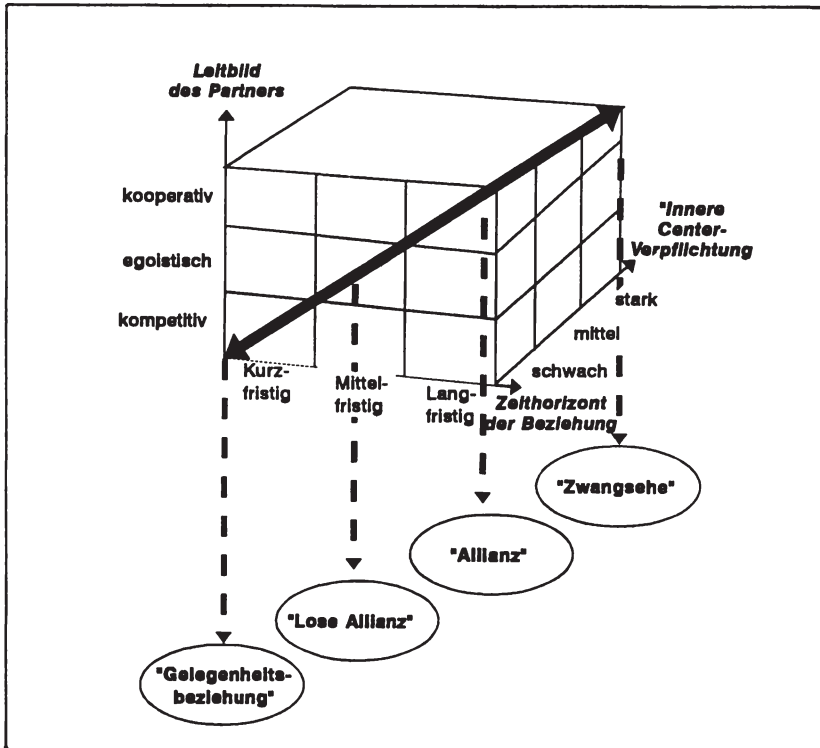 Leitbild
des Partners
kooperativ
egoistisch
kompetitiv
"Innere
Center-
Verpflichtung
stark
mittel
schwach
Kurz-
fristig
Mittel-
fristig
Lang-
fristig
Zeithorizont
der Beziehung
"Zwangsehe"
"Allianz"
"Lose Allianz"
"Gelegenheits-
beziehung"